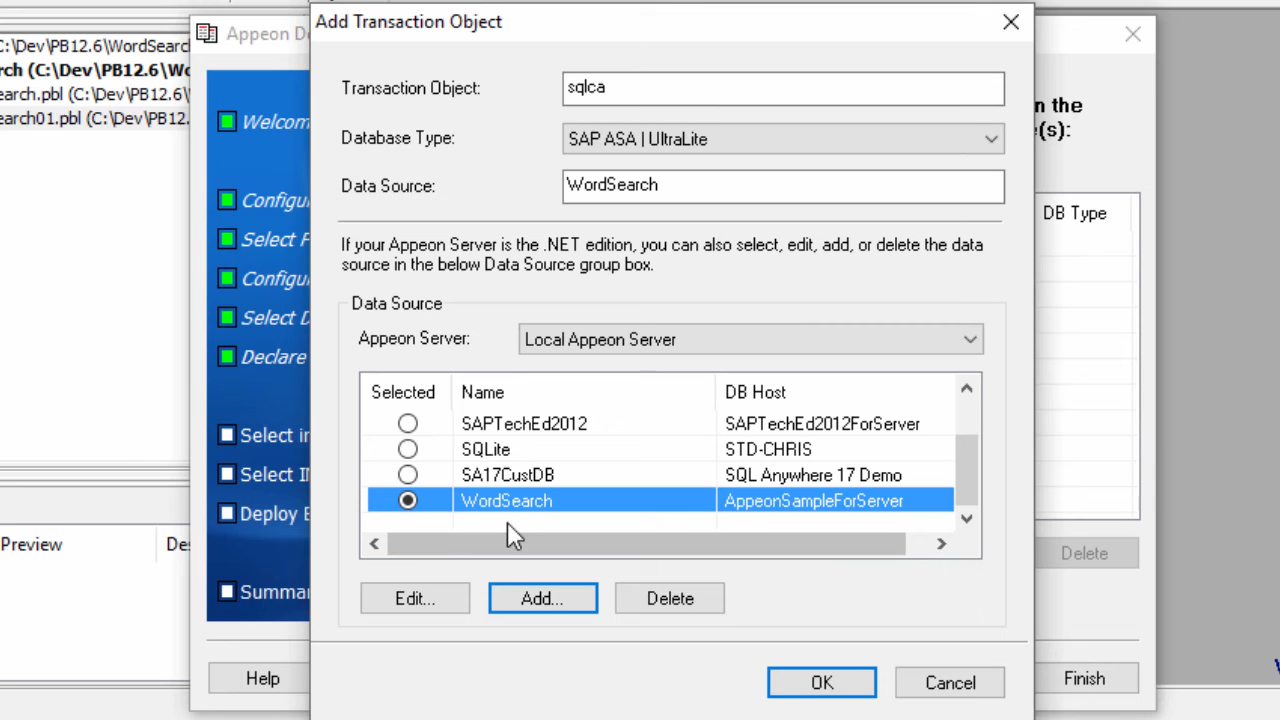 Add Transaction Object
C:\Dev\PB12.6\WordSearc
rch (C:\Dev\PB12.6\Wo
earch.pbl (C:\Dev\PB12.6\
earch01.pbl (C:\Dev\PB12.
Appeon De
Welcom
Configu
Select F
Configu
Select D
Declare
Select in
Select IN
Deploy E
Summar
Preview
Des
Help
Transaction Object:
sqlca
Database Type:
SAP ASA | UltraLite
Data Source:
WordSearch
If your Appeon Server is the .NET edition, you can also select, edit, add, or delete the data
source in the below Data Source group box.
Data Source
Appeon Server:
Local Appeon Server
Selected Name DB Host
SAPTechEd2012 SAPTechEd2012ForServer
SQLite STD-CHRIS
SA17CustDB SQL Anywhere 17 Demo
WordSearch AppeonSampleForServer
Edit... Add... Delete
OK Cancel
n the
e(s):
DB Type
Delete
Finish